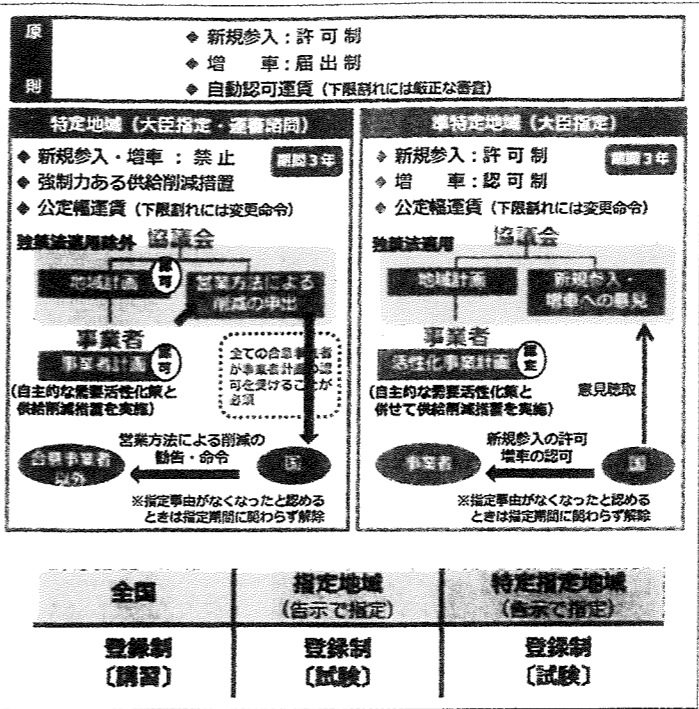 原則
◆ 新規参入：許可制
◆ 増　車：届出制
◆ 自動認可運賃（下限割れには厳正な審査）
特定地域（大臣指定・運審諮問）
◆ 新規参入・増車 ： 禁止
期間３年
◆ 強制力ある供給削減措置
◆ 公定幅運賃（下限割れには変更命令）
独禁法適用除外
協議会
地域計画
認可
営業方法による
削減の申出
事業者
事業者計画
認可
（自主的な需要活性化策と
供給削減措置を実施）
全ての合意事業者
が事業者計画の認
可を受けることが
必須
営業方法による削減の
勧告・命令
合意事業者
以外
国
※指定事由がなくなったと認める
ときは指定期間に関わらず解除
準特定地域（大臣指定）
◆ 新規参入：許可制
期間３年
◆ 増　車：認可制
◆ 公定幅運賃（下限割れには変更命令）
独禁法適用
協議会
地域計画
新規参入・
増車への意見
事業者
活性化事業計画
認定
（自主的な需要活性化策と
併せて供給削減措置を実施）
意見聴取
新規参入の許可
増車の認可
事業者
国
※指定事由がなくなったと認める
ときは指定期間に関わらず解除
全国
指定地域
（告示で指定）
特定指定地域
（告示で指定）
登録制
〔講習〕
登録制
〔試験〕
登録制
〔試験〕